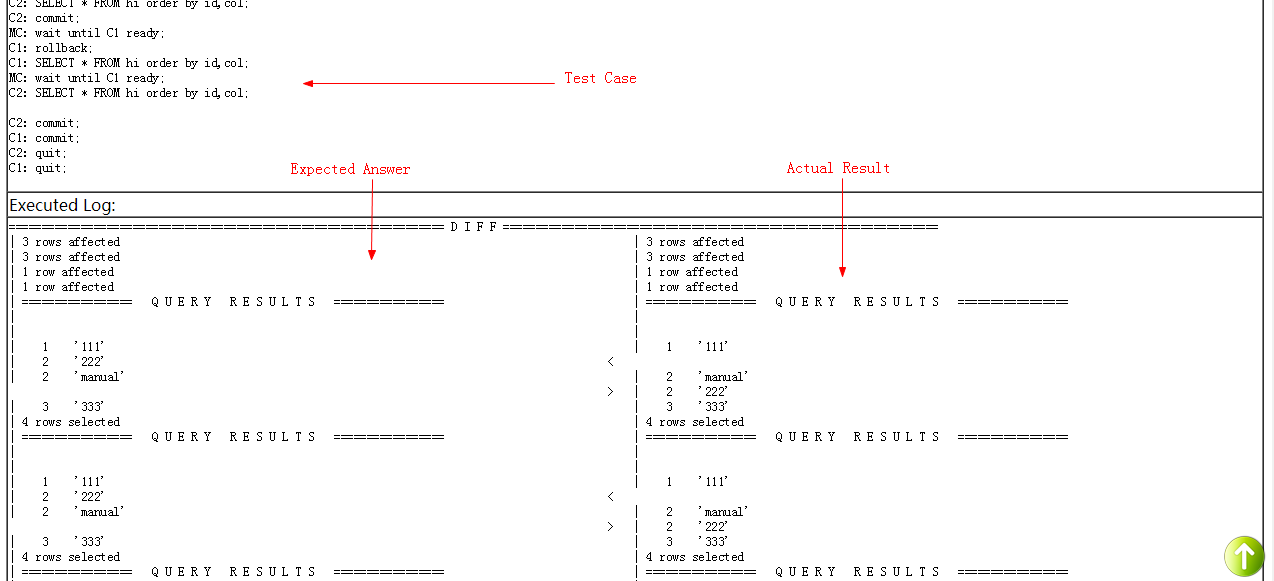 C2: SELECT * FROM hi order by id,col;
C2: commit;
MC: wait until C1 ready;
C1: rollback;
C1: SELECT * FROM hi order by id,col;
MC: wait until C1 ready;
Test Case
C2: SELECT * FROM hi order by id,col;
C2: commit;
C1: commit;
C2: quit;
C1: quit;
Expected Answer
Actual Result
Executed Log:
=================================== D I F F ===================================
| 3 rows affected | 3 rows affected
| 3 rows affected | 3 rows affected
| 1 row affected | 1 row affected
| 1 row affected | 1 row affected
| ============ Q U E R Y   R E S U L T S ============ | ============ Q U E R Y   R E S U L T S ============
| |
| |
| 1 '111' | 1 '111'
| 2 '222' <
| 2 'manual' | 2 'manual'
> | 2 '222'
| 3 '333' | 3 '333'
| 4 rows selected | 4 rows selected
| ============ Q U E R Y   R E S U L T S ============ | ============ Q U E R Y   R E S U L T S ============
| |
| |
| 1 '111' | 1 '111'
| 2 '222' <
| 2 'manual' | 2 'manual'
> | 2 '222'
| 3 '333' | 3 '333'
| 4 rows selected | 4 rows selected
| ============ Q U E R Y   R E S U L T S ============ | ============ Q U E R Y   R E S U L T S ============